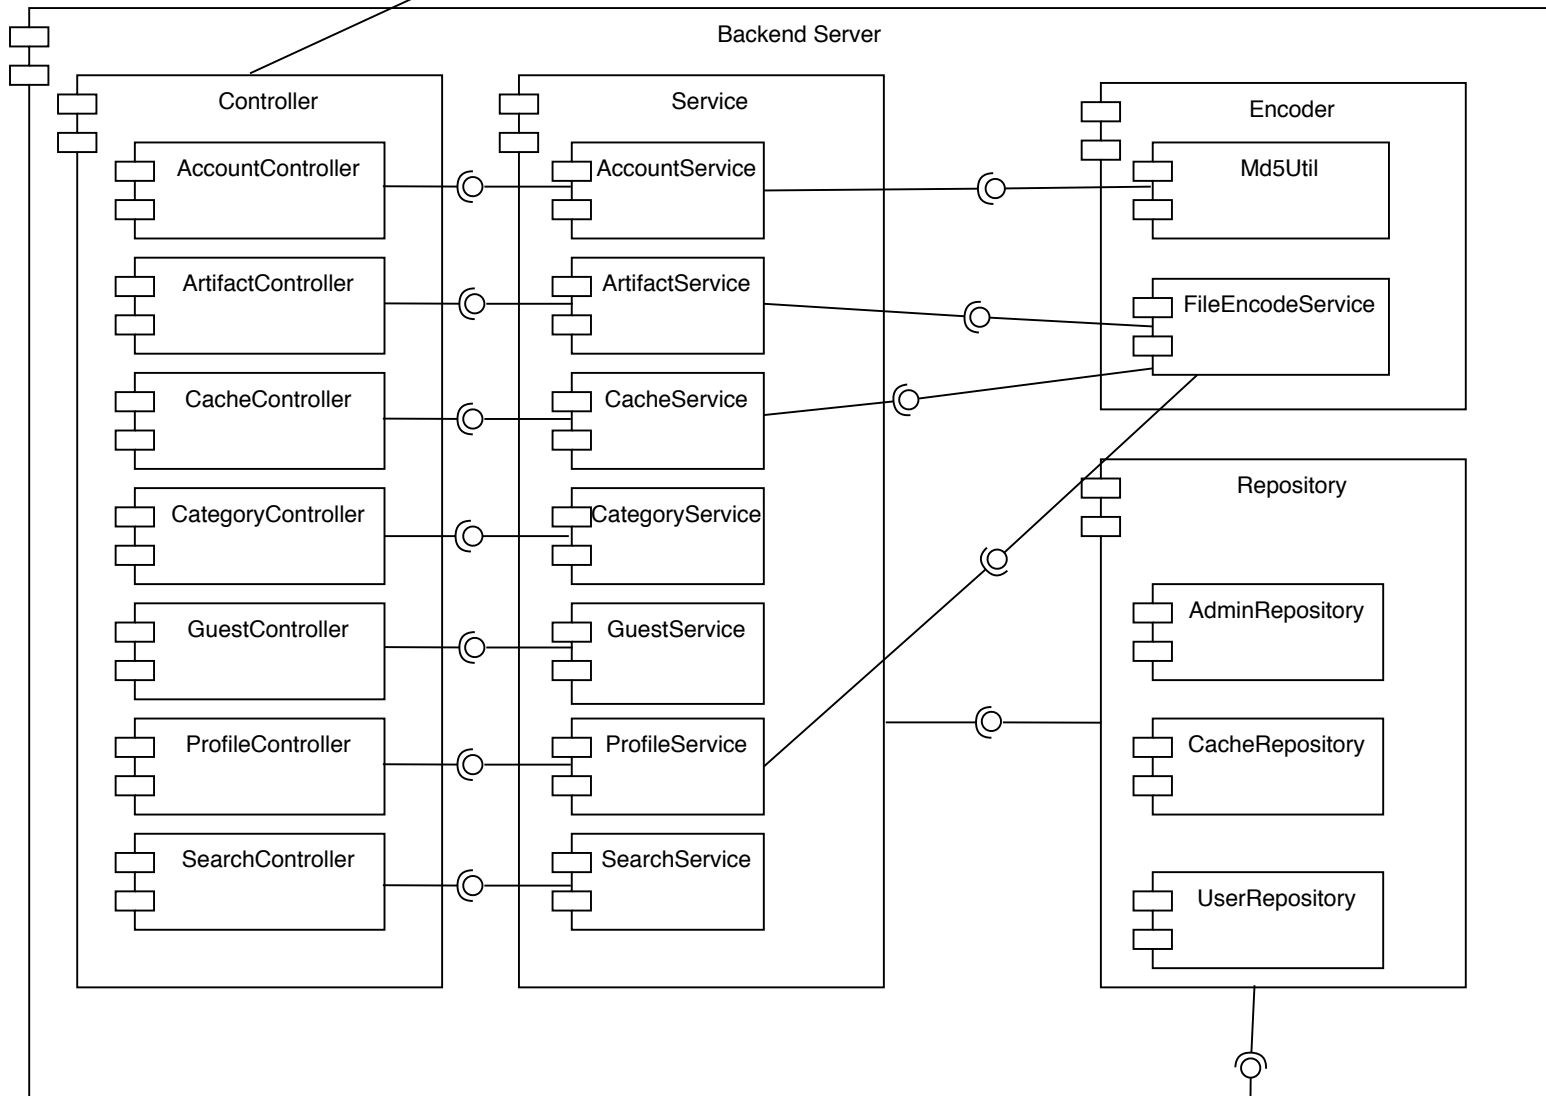 Backend Server
Controller
AccountController
ArtifactController
CacheController
CategoryController
GuestController
ProfileController
SearchController
Service
AccountService
ArtifactService
CacheService
CategoryService
GuestService
ProfileService
SearchService
Encoder
Md5Util
FileEncodeService
Repository
AdminRepository
CacheRepository
UserRepository